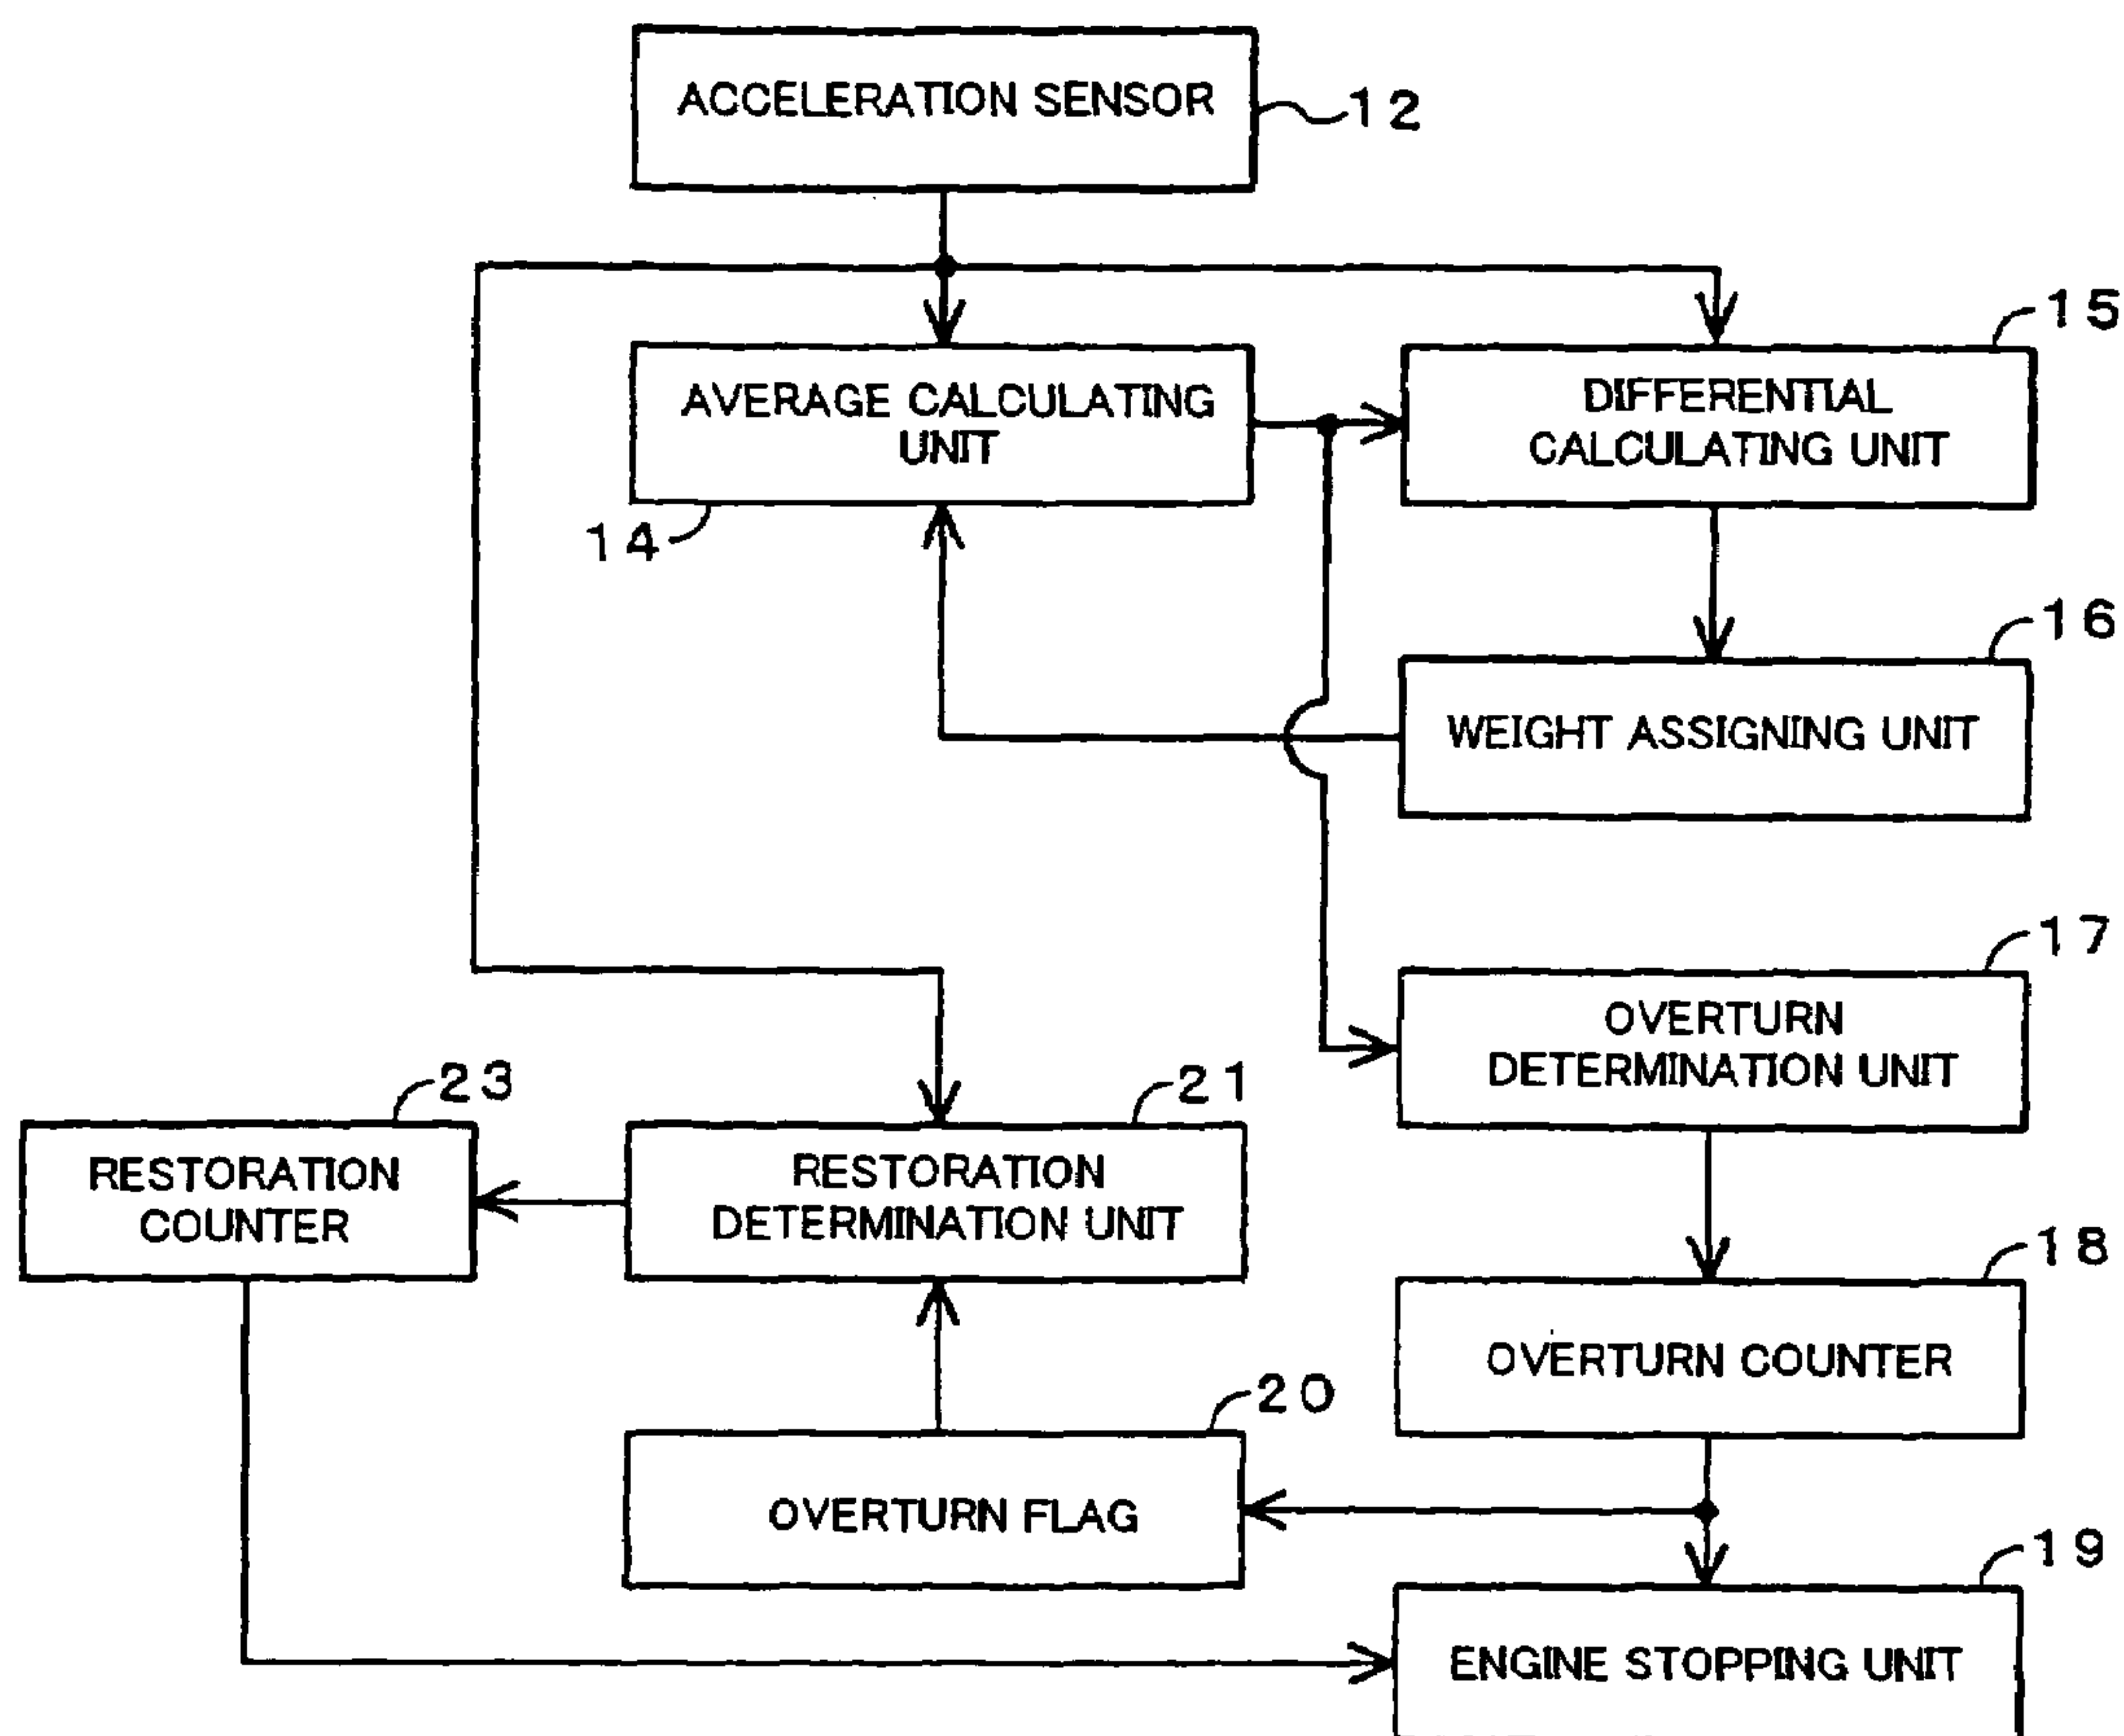 ACCELERATION SENSOR
12
15
AVERAGE CALCULATING
UNIT
DIFFERENTIAL
CALCULATING UNIT
14
16
WEIGHT ASSIGNING UNIT
17
OVERTURN
DETERMINATION UNIT
23
21
RESTORATION
COUNTER
RESTORATION
DETERMINATION UNIT
18
OVERTURN COUNTER
20
OVERTURN FLAG
19
ENGINE STOPPING UNIT